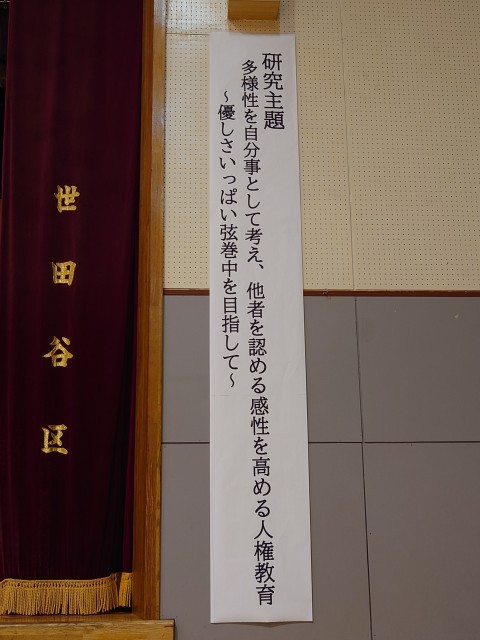 研究主題
多様性を自分事として考え、他者を認める感性を高める人権教育
～優しさいっぱい弦巻中を目指して～
世田谷区